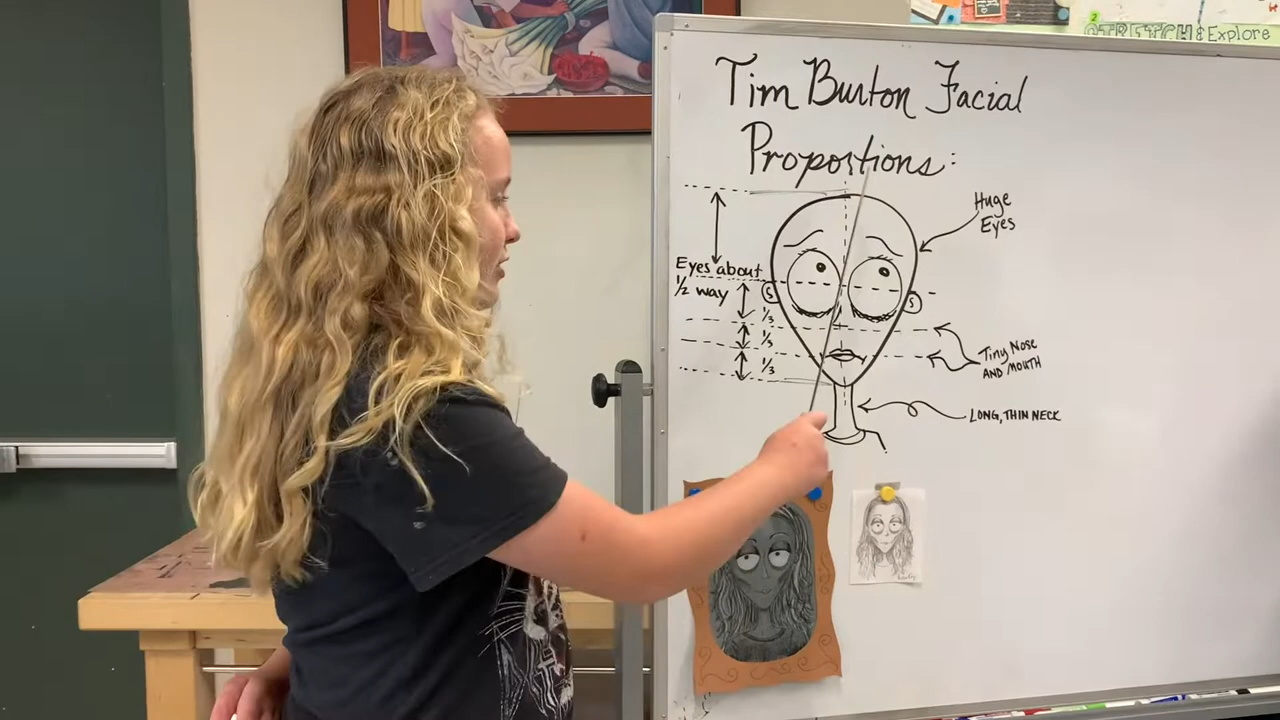 STRETCH & Explore
Tim Burton Facial
Proportions:
Huge
Eyes
Eyes about
1/2 way
1/3
1/3
1/3
Tiny Nose
AND MOUTH
LONG, THIN NECK